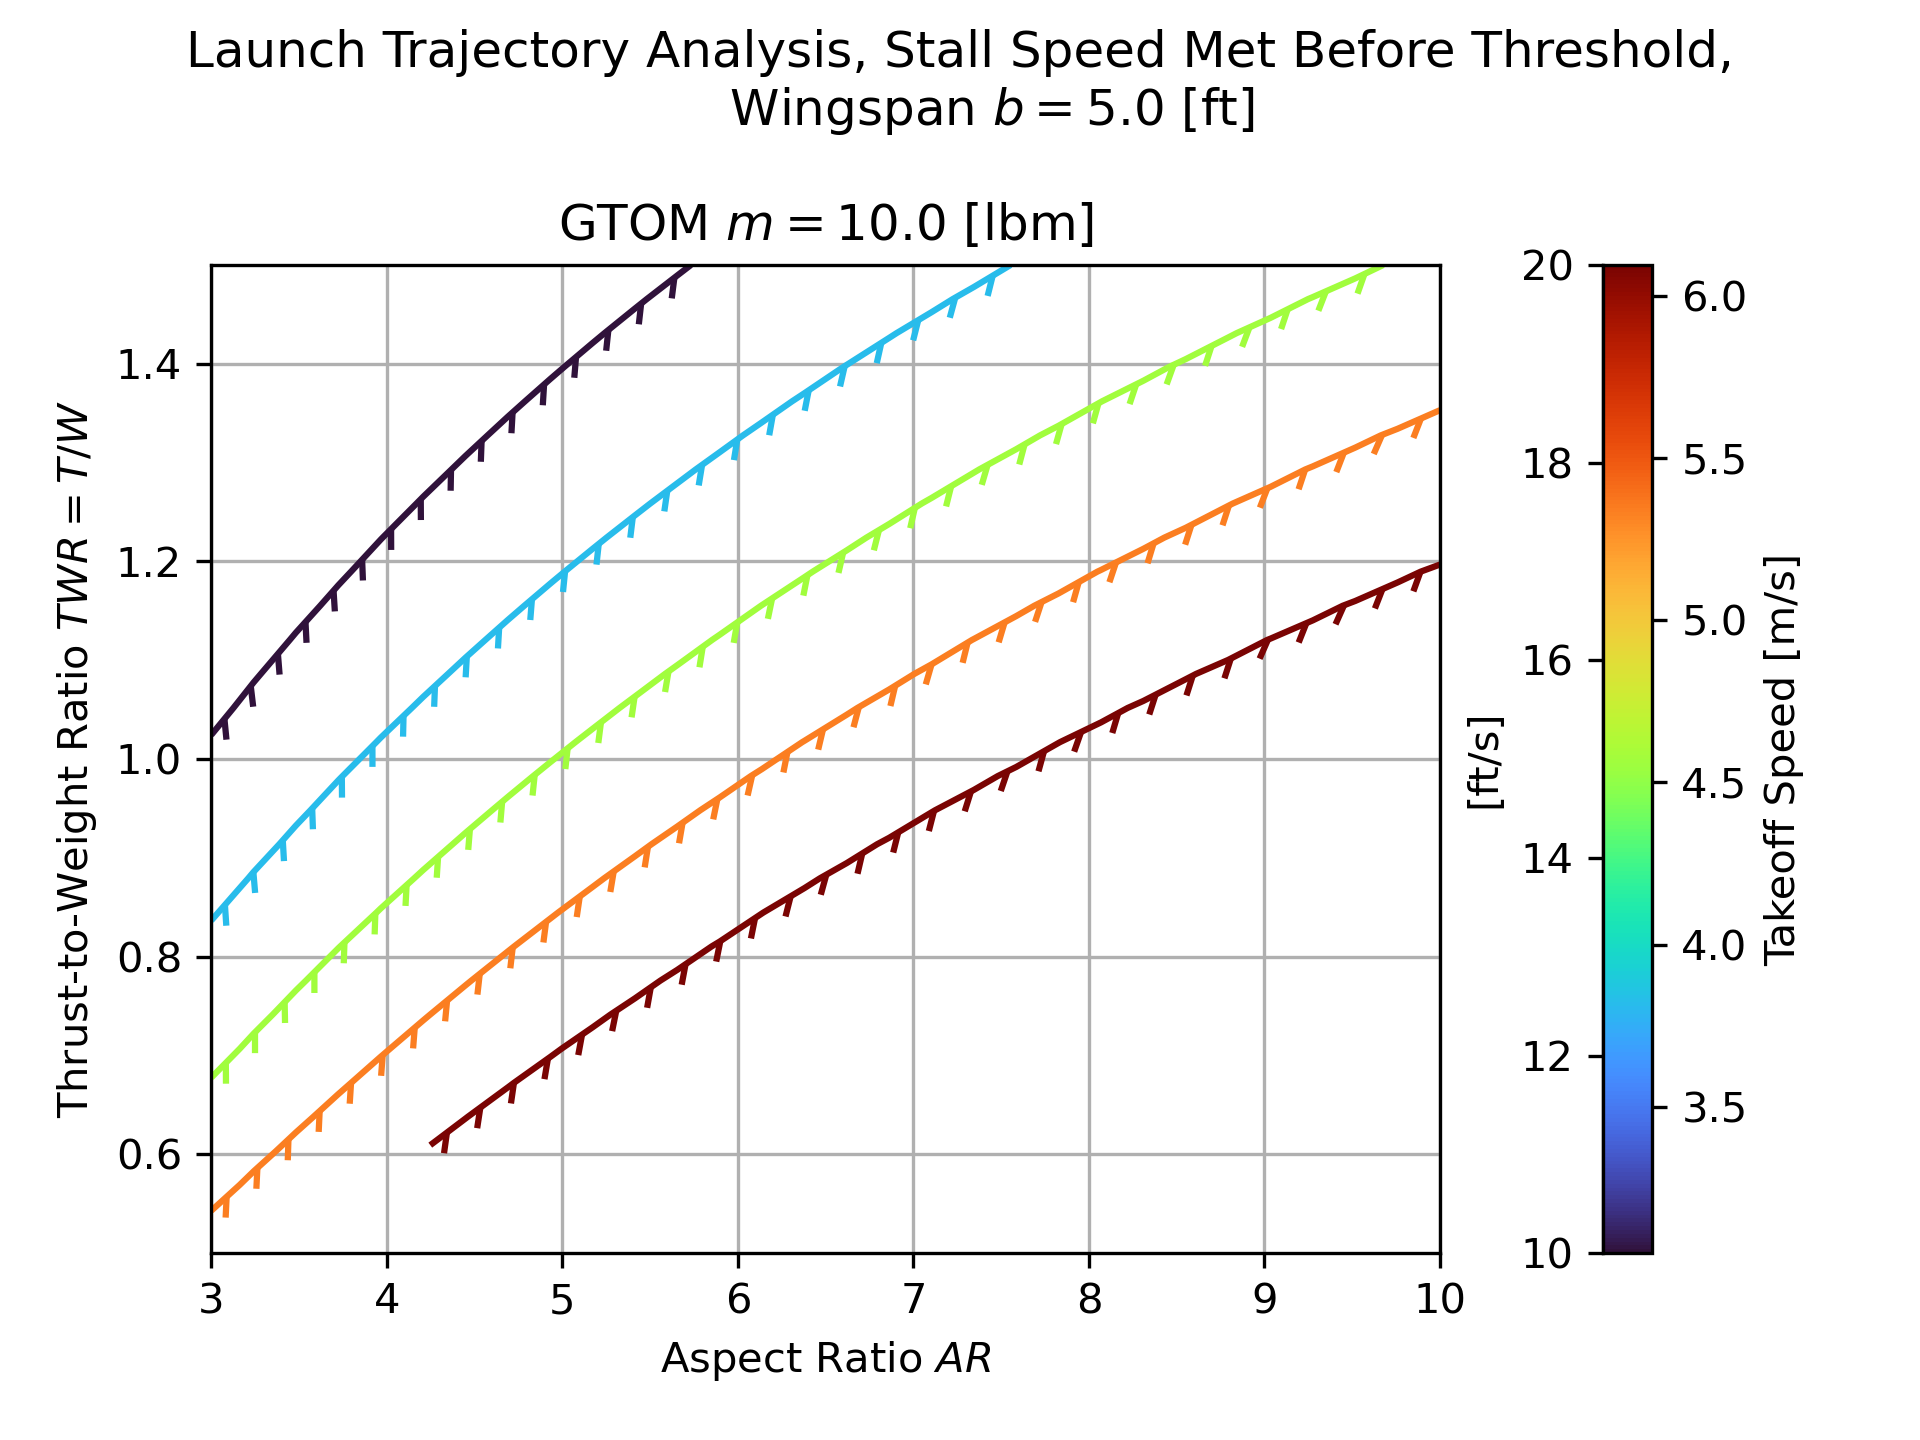 Launch Trajectory Analysis, Stall Speed Met Before Threshold,
Wingspan b = 5.0 [ft]
GTOM m = 10.0 [lbm]
Thrust-to-Weight Ratio TWR = T/W
1.4
1.2
1.0
0.8
0.6
3 4 5 6 7 8 9 10
Aspect Ratio AR
[ft/s]
20
18
16
14
12
10
6.0
5.5
5.0
4.5
4.0
3.5
Takeoff Speed [m/s]